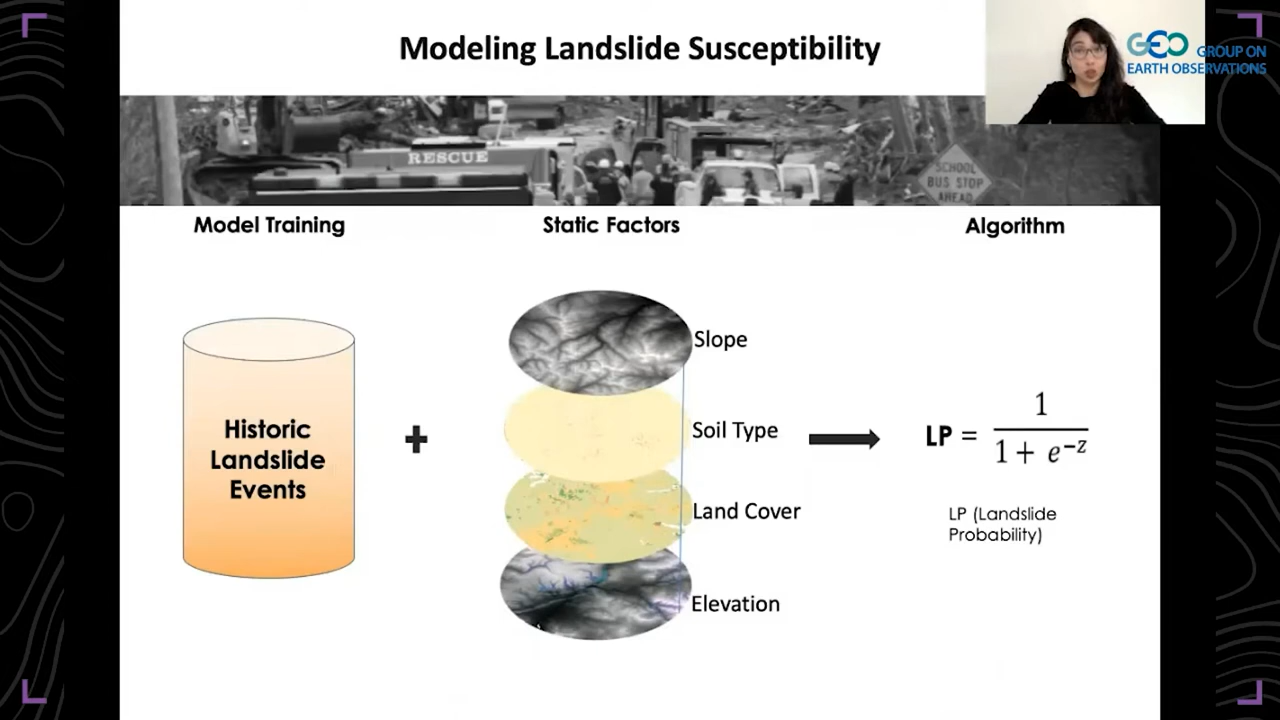 Modeling Landslide Susceptibility
GEO GROUP ON
EARTH OBSERVATIONS
RESCUE
SCHOOL
BUS STOP
AHEAD
Model Training
Static Factors
Algorithm
Historic
Landslide
Events
+
Slope
Soil Type
Land Cover
Elevation
LP = 1 / (1 + e^{-z})
LP (Landslide
Probability)